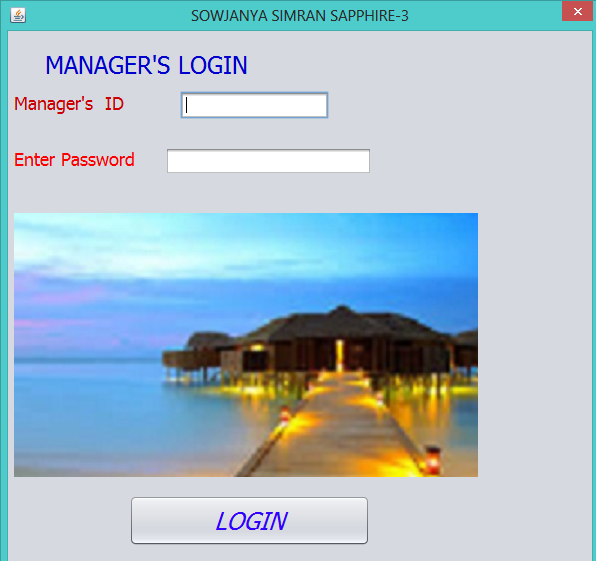 SOWJANYA SIMRAN SAPPHIRE-3
MANAGER'S LOGIN
Manager's ID
Enter Password
LOGIN